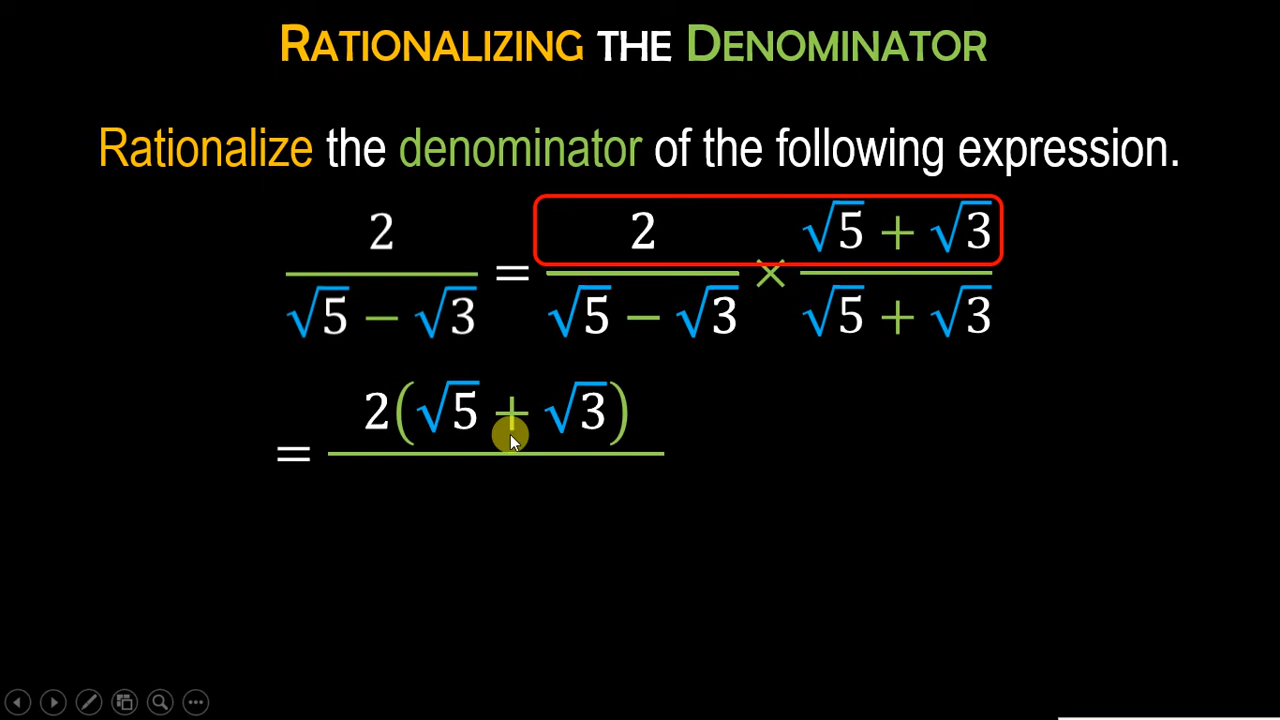 RATIONALIZING THE DENOMINATOR
Rationalize the denominator of the following expression.
2/(√5 − √3) = 2/(√5 − √3) × (√5 + √3)/(√5 + √3)
= 2(√5 + √3)